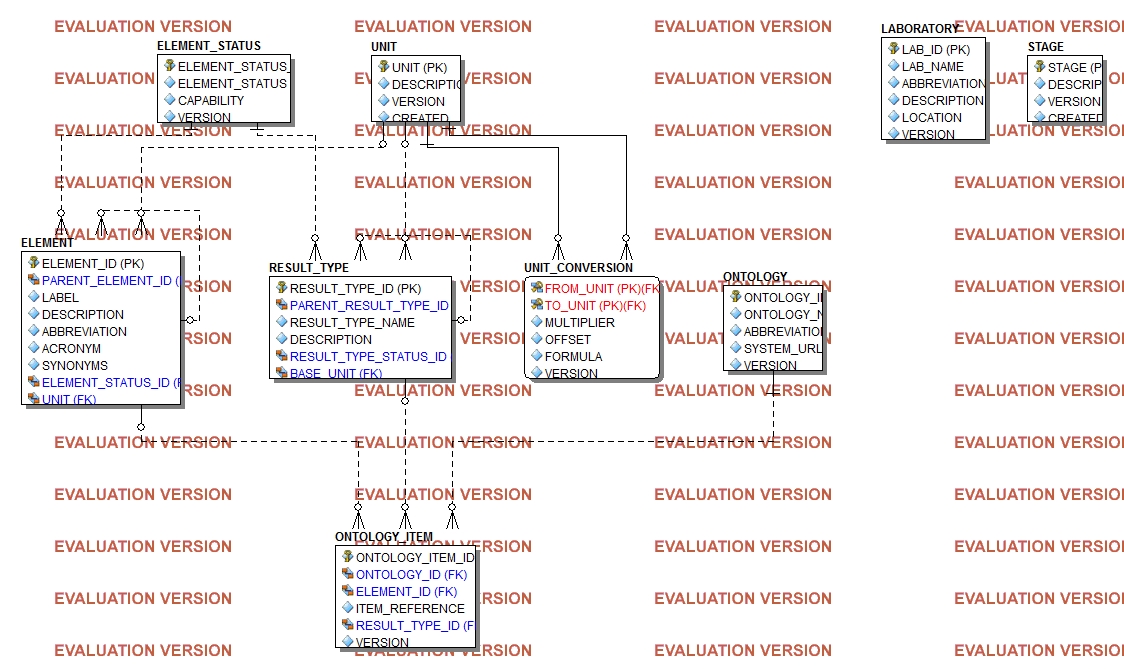 EVALUATION VERSION EVALUATION VERSION EVALUATION VERSION EVALUATION VERSION
ELEMENT_STATUS
ELEMENT_STATUS_
ELEMENT_STATUS
CAPABILITY
VERSION
UNIT
UNIT (PK)
DESCRIPTIO
VERSION
CREATED
LABORATORY
LAB_ID (PK)
LAB_NAME
ABBREVIATION
DESCRIPTION
LOCATION
VERSION
STAGE
STAGE (P
DESCRIP
VERSION
CREATED
ELEMENT
ELEMENT_ID (PK)
PARENT_ELEMENT_ID (
LABEL
DESCRIPTION
ABBREVIATION
ACRONYM
SYNONYMS
ELEMENT_STATUS_ID (F
UNIT (FK)
RESULT_TYPE
RESULT_TYPE_ID (PK)
PARENT_RESULT_TYPE_ID
RESULT_TYPE_NAME
DESCRIPTION
RESULT_TYPE_STATUS_ID
BASE_UNIT (FK)
UNIT_CONVERSION
FROM_UNIT (PK)(FK
TO_UNIT (PK)(FK)
MULTIPLIER
OFFSET
FORMULA
VERSION
ONTOLOGY
ONTOLOGY_I
ONTOLOGY_N
ABBREVIATIO
SYSTEM_URL
VERSION
ONTOLOGY_ITEM
ONTOLOGY_ITEM_ID
ONTOLOGY_ID (FK)
ELEMENT_ID (FK)
ITEM_REFERENCE
RESULT_TYPE_ID (F
VERSION
EVALUATION VERSION EVALUATION VERSION EVALUATION VERSION EVALUATION VERSION